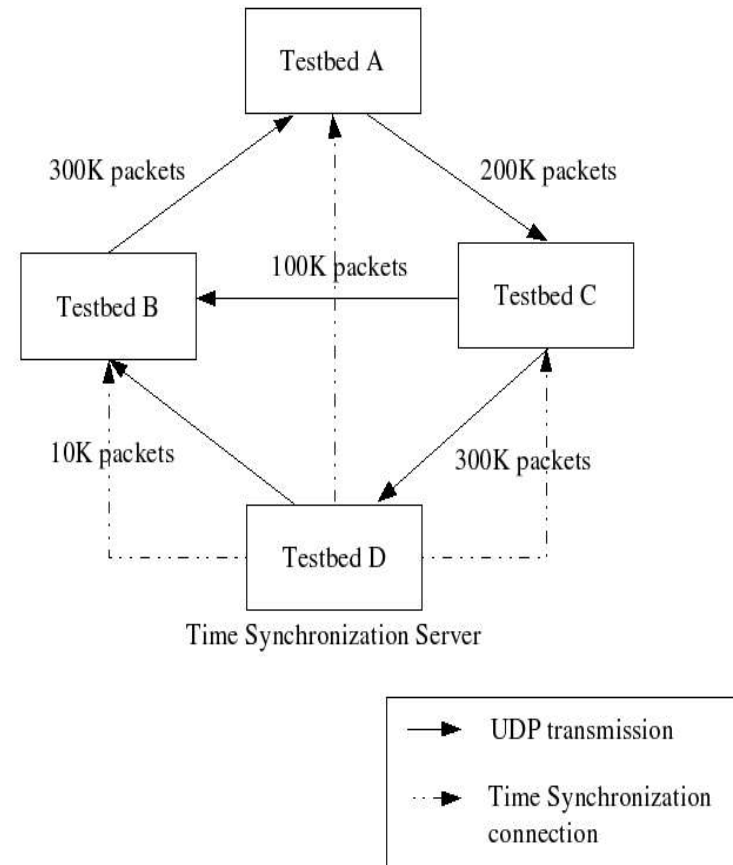 Testbed A
300K packets
200K packets
100K packets
Testbed B
Testbed C
10K packets
300K packets
Testbed D
Time Synchronization Server
UDP transmission
Time Synchronization
connection